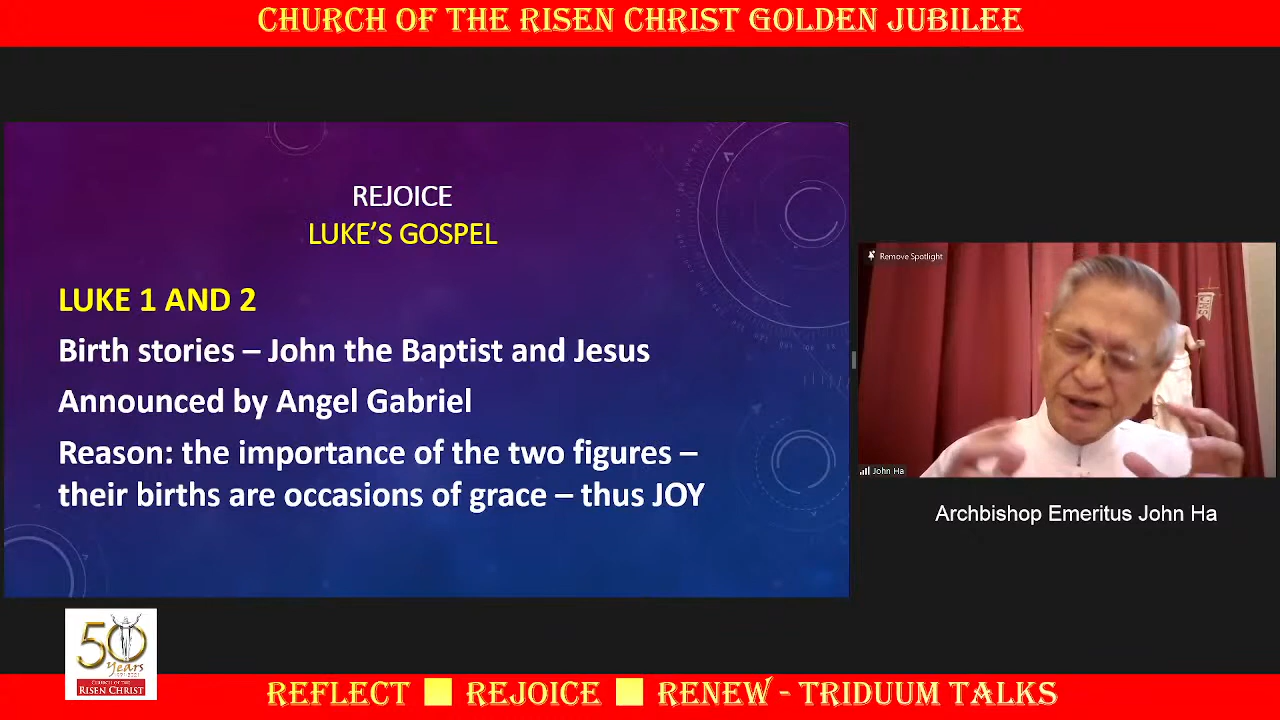 CHURCH OF THE RISEN CHRIST GOLDEN JUBILEE
REJOICE
LUKE'S GOSPEL
LUKE 1 AND 2
Birth stories – John the Baptist and Jesus
Announced by Angel Gabriel
Reason: the importance of the two figures –
their births are occasions of grace – thus JOY
Remove Spotlight
John Ha
Archbishop Emeritus John Ha
50
Years
CHURCH OF THE
RISEN CHRIST
REFLECT REJOICE RENEW - TRIDUUM TALKS